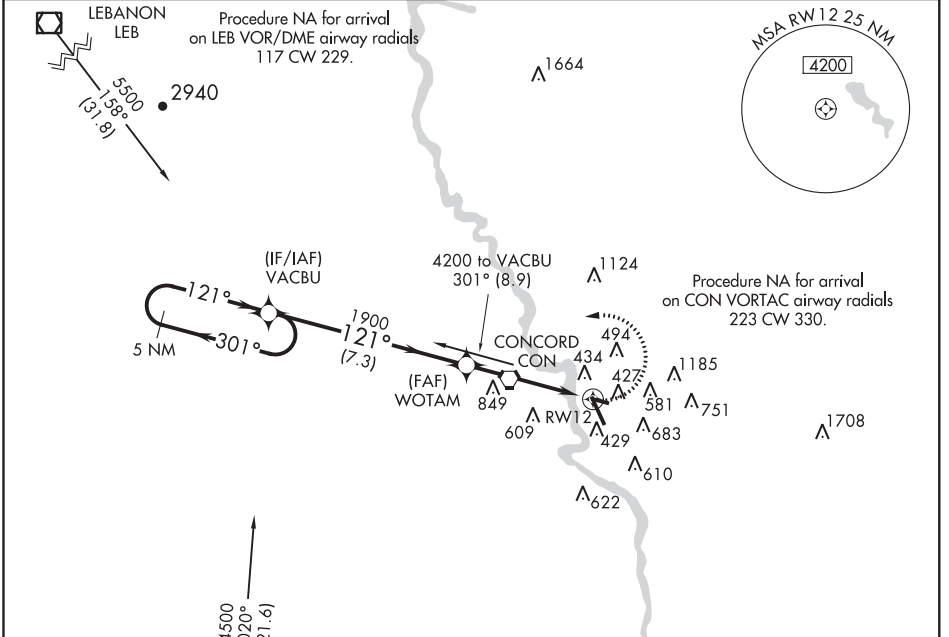 LEBANON
LEB
Procedure NA for arrival
on LEB VOR/DME airway radials
117 CW 229.
5500
158°
(31.8)
2940
1664
MSA RW12 25 NM
4200
(IF/IAF)
VACBU
4200 to VACBU
301° (8.9)
1124
Procedure NA for arrival
on CON VORTAC airway radials
223 CW 330.
121°
301°
5 NM
1900
121°
(7.3)
CONCORD
CON
494
434
427
1185
(FAF)
WOTAM
849
609
RW12
429
581
751
683
1708
610
622
4500
020°